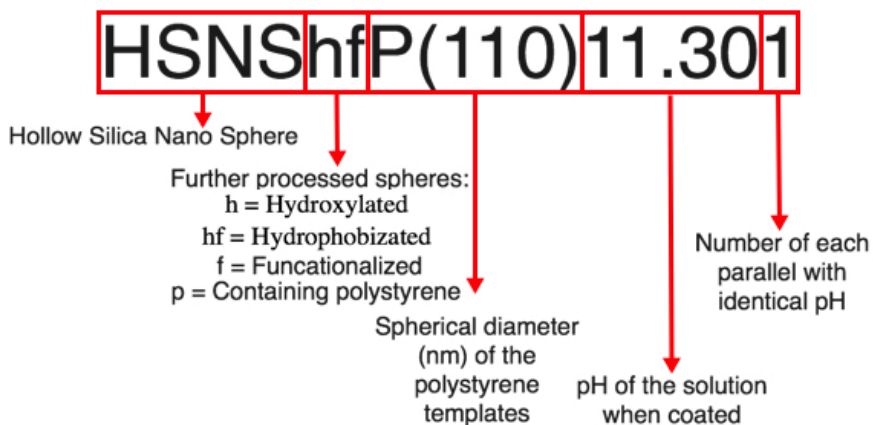 HSNShfP(110)11.301
Hollow Silica Nano Sphere
Further processed spheres:
h = Hydroxylated
hf = Hydrophobizated
f = Funcationalized
p = Containing polystyrene
Spherical diameter
(nm) of the
polystyrene
templates
pH of the solution
when coated
Number of each
parallel with
identical pH